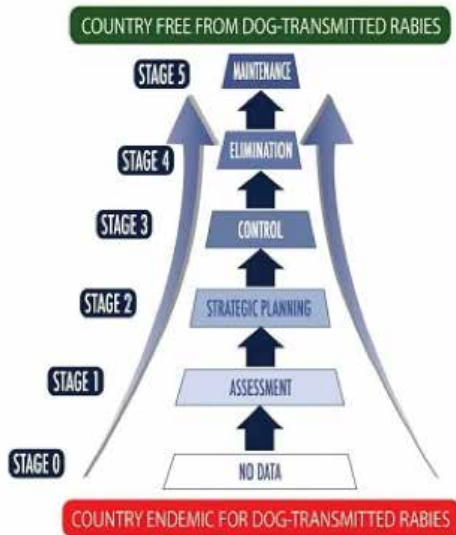 COUNTRY FREE FROM DOG-TRANSMITTED RABIES
STAGE 5
MAINTENANCE
STAGE 4
ELIMINATION
STAGE 3
CONTROL
STAGE 2
STRATEGIC PLANNING
STAGE 1
ASSESSMENT
STAGE 0
NO DATA
COUNTRY ENDEMIC FOR DOG-TRANSMITTED RABIES